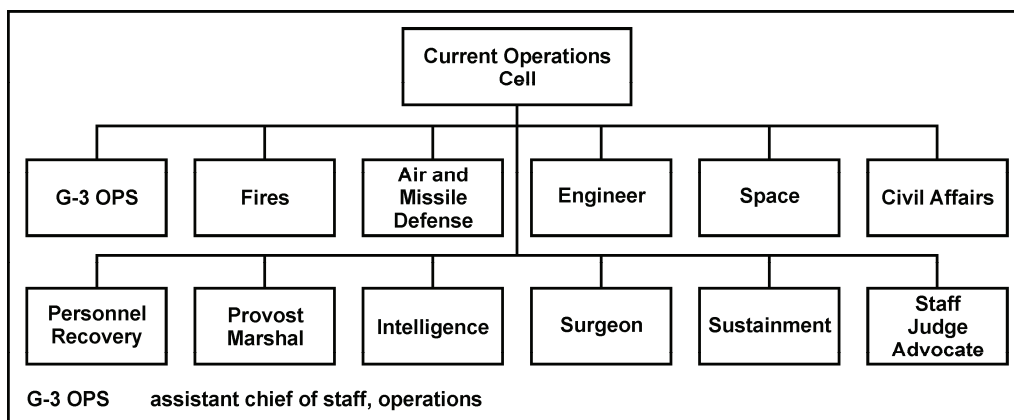 Current Operations
Cell
G-3 OPS
Fires
Air and
Missile
Defense
Engineer
Space
Civil Affairs
Personnel
Recovery
Provost
Marshal
Intelligence
Surgeon
Sustainment
Staff
Judge
Advocate
G-3 OPS assistant chief of staff, operations